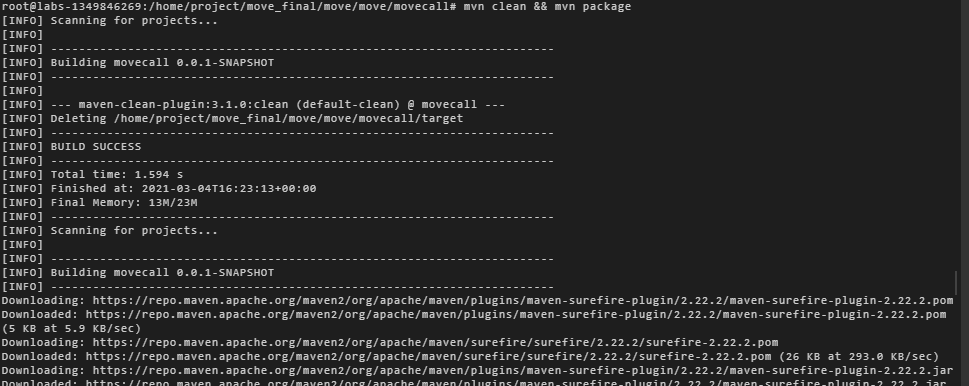 root@labs-1349846269:/home/project/move_final/move/move/movecall# mvn clean && mvn package
[INFO] Scanning for projects...
[INFO]
[INFO] ------------------------------------------------------------------------
[INFO] Building movecall 0.0.1-SNAPSHOT
[INFO] ------------------------------------------------------------------------
[INFO]
[INFO] --- maven-clean-plugin:3.1.0:clean (default-clean) @ movecall ---
[INFO] Deleting /home/project/move_final/move/move/movecall/target
[INFO] ------------------------------------------------------------------------
[INFO] BUILD SUCCESS
[INFO] ------------------------------------------------------------------------
[INFO] Total time: 1.594 s
[INFO] Finished at: 2021-03-04T16:23:13+00:00
[INFO] Final Memory: 13M/23M
[INFO] ------------------------------------------------------------------------
[INFO] Scanning for projects...
[INFO]
[INFO] ------------------------------------------------------------------------
[INFO] Building movecall 0.0.1-SNAPSHOT
[INFO] ------------------------------------------------------------------------
Downloading: https://repo.maven.apache.org/maven2/org/apache/maven/plugins/maven-surefire-plugin/2.22.2/maven-surefire-plugin-2.22.2.pom
Downloaded: https://repo.maven.apache.org/maven2/org/apache/maven/plugins/maven-surefire-plugin/2.22.2/maven-surefire-plugin-2.22.2.pom
(5 KB at 5.9 KB/sec)
Downloading: https://repo.maven.apache.org/maven2/org/apache/maven/surefire/surefire/2.22.2/surefire-2.22.2.pom
Downloaded: https://repo.maven.apache.org/maven2/org/apache/maven/surefire/surefire/2.22.2/surefire-2.22.2.pom (26 KB at 293.0 KB/sec)
Downloading: https://repo.maven.apache.org/maven2/org/apache/maven/plugins/maven-surefire-plugin/2.22.2/maven-surefire-plugin-2.22.2.jar
Downloaded: https://repo.maven.apache.org/maven2/org/apache/maven/plugins/maven-surefire-plugin/2.22.2/maven-surefire-plugin-2.22.2.jar